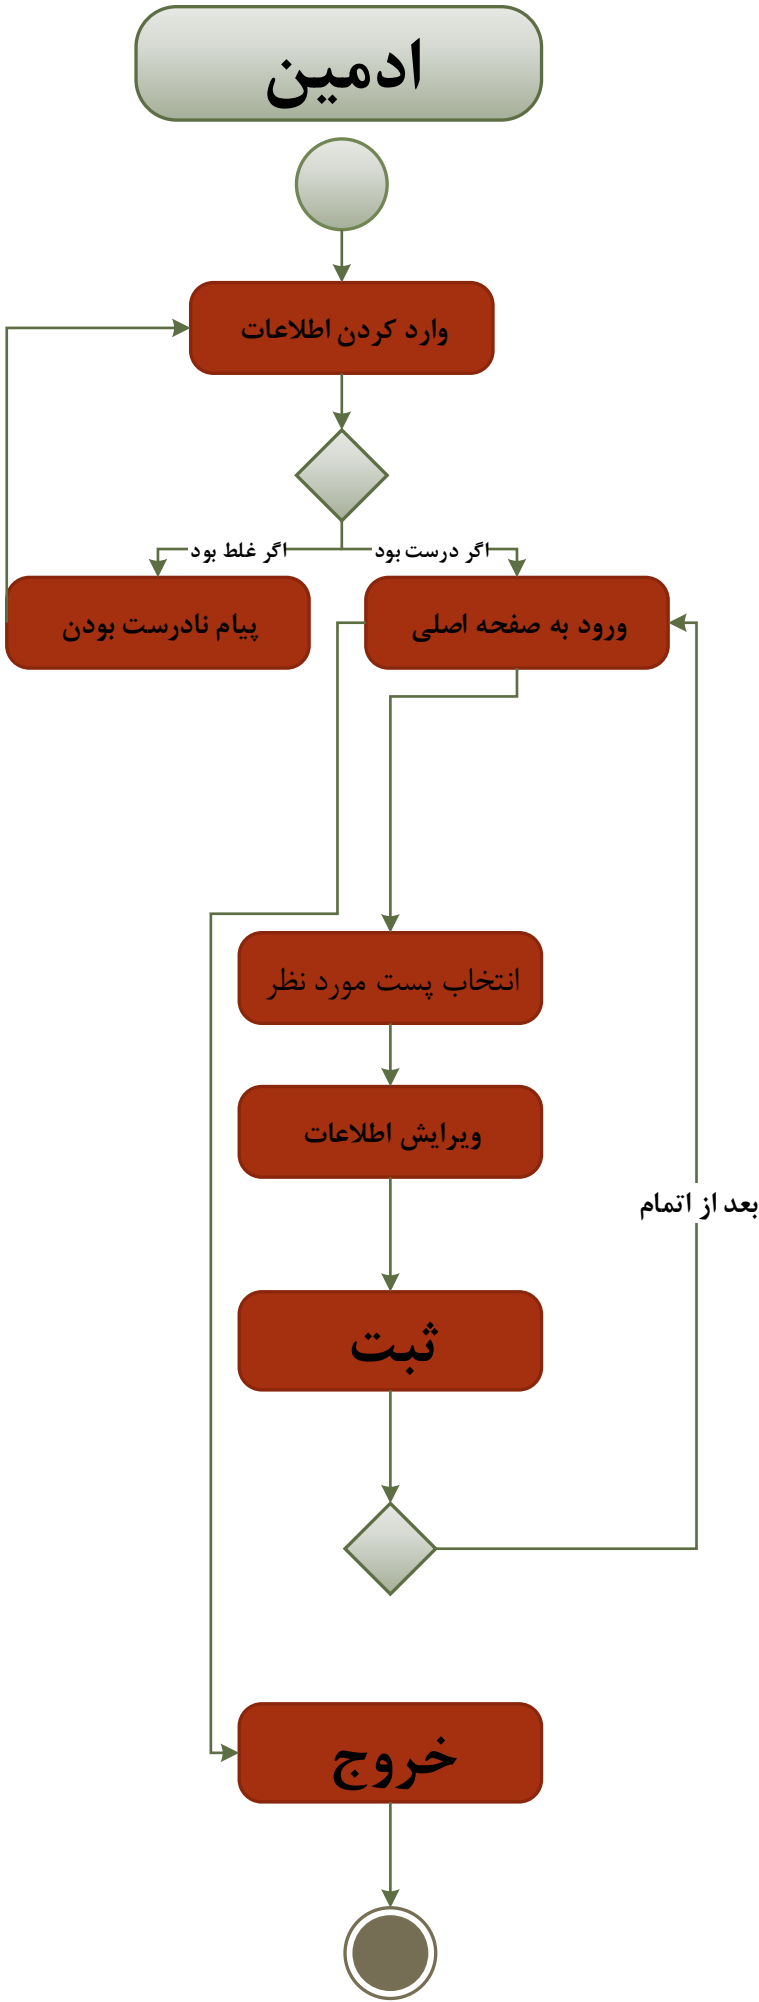 ادمین
وارد کردن اطلاعات
اگر درست بود
اگر غلط بود
ورود به صفحه اصلی
پیام نادرست بودن
انتخاب پست مورد نظر
ویرایش اطلاعات
بعد از اتمام
ثبت
خروج